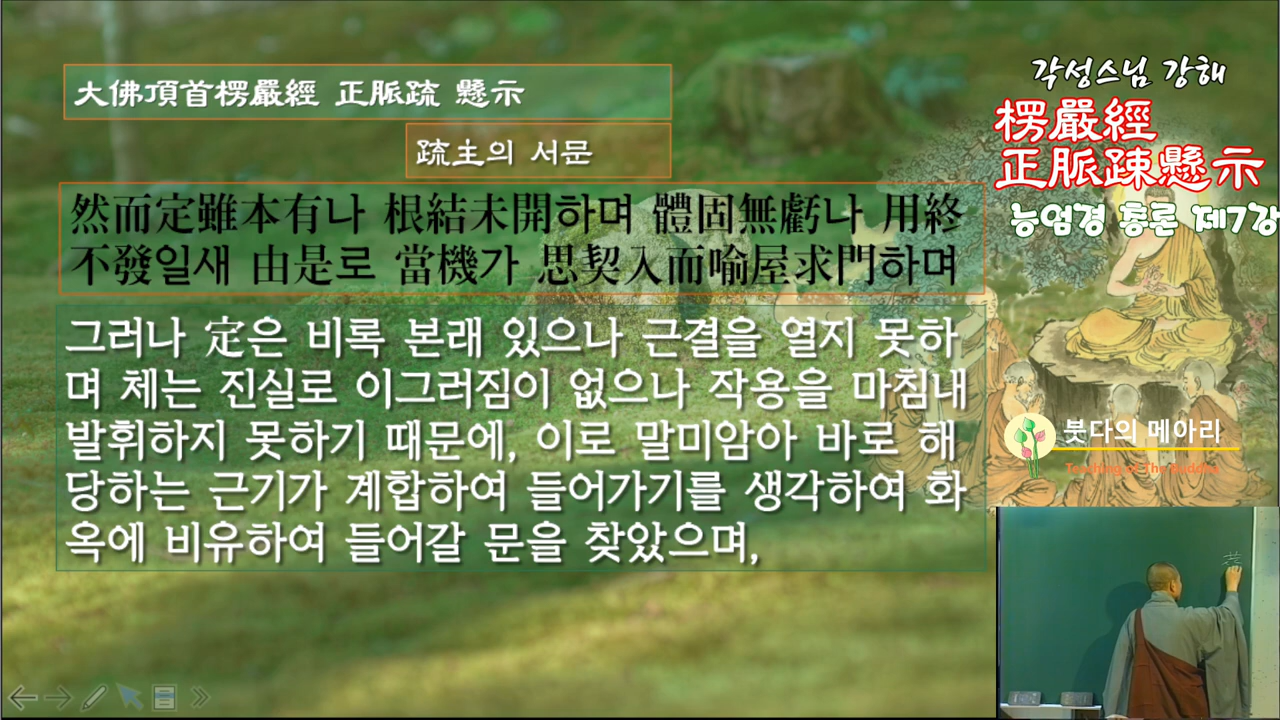 大佛頂首楞嚴經 正脈疏 懸示
疏主의 서문
然而定雖本有나 根結未開하며 體固無虧나 用終
不發일새 由是로 當機가 思契入而喩屋求門하며
그러나 定은 비록 본래 있으나 근결을 열지 못하
며 체는 진실로 이그러짐이 없으나 작용을 마침내
발휘하지 못하기 때문에, 이로 말미암아 바로 해
당하는 근기가 계합하여 들어가기를 생각하여 화
옥에 비유하여 들어갈 문을 찾았으며,
각성스님 강해
楞嚴經
正脈疎懸示
능엄경 총론 제7강
붓다의 메아리
Teaching of The Buddha